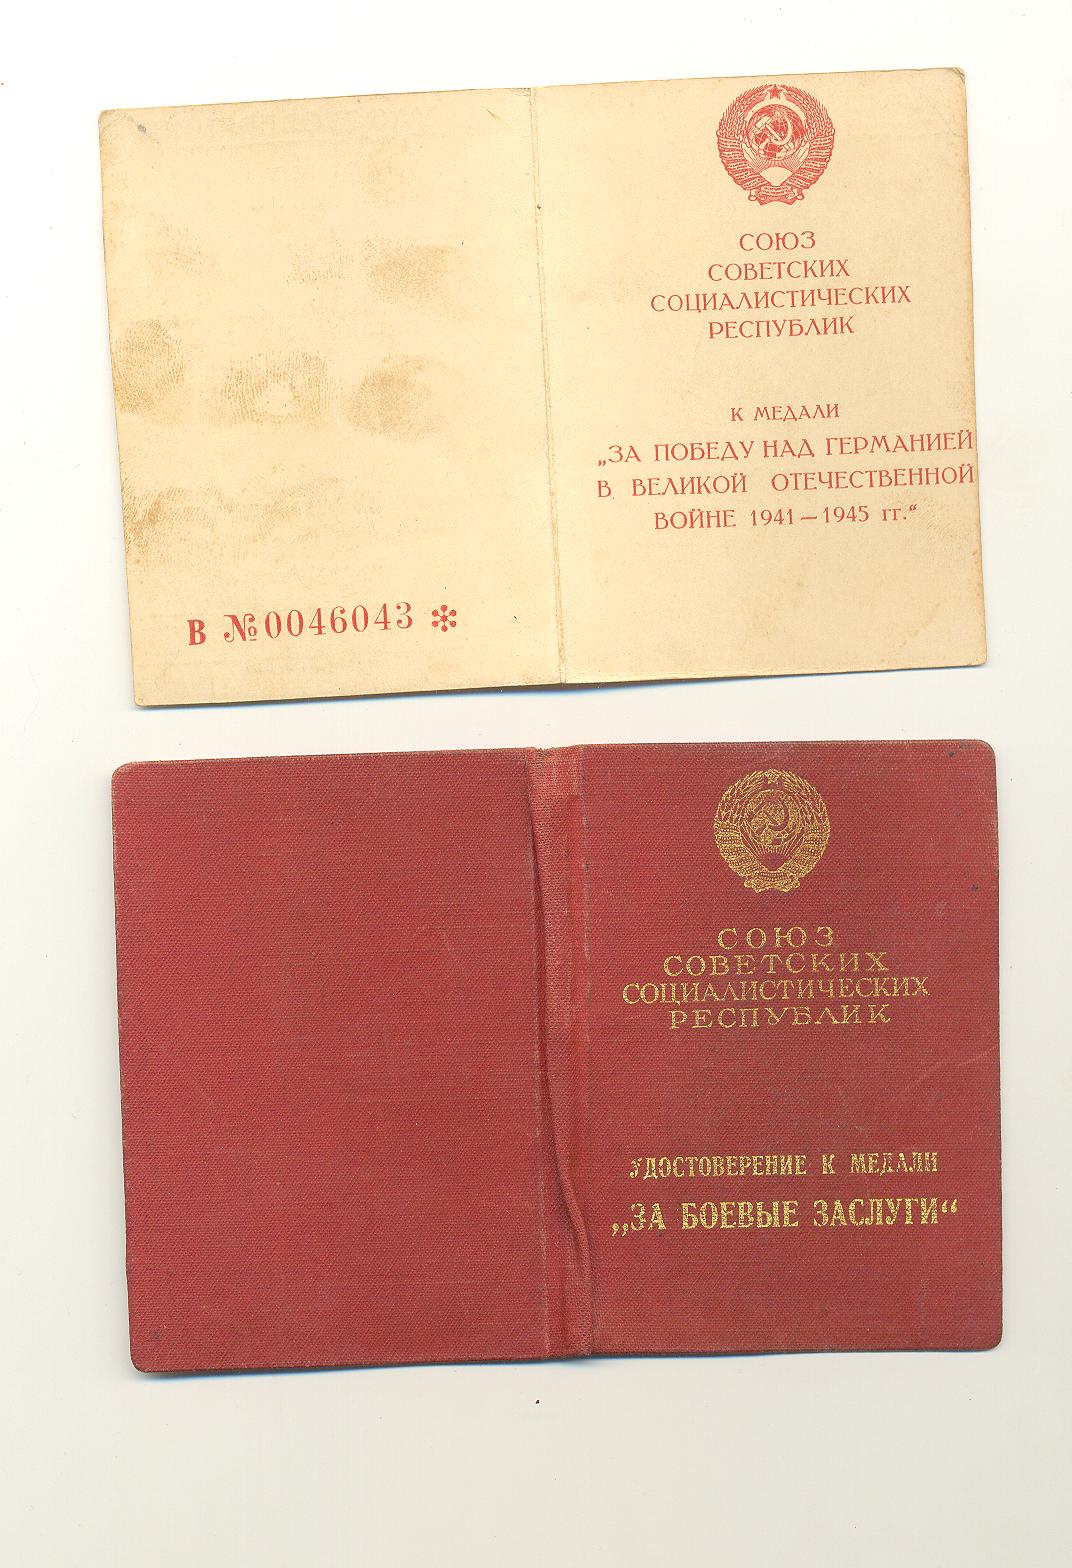 СОЮЗ
СОВЕТСКИХ
СОЦИАЛИСТИЧЕСКИХ
РЕСПУБЛИК
К МЕДАЛИ
„ЗА ПОБЕДУ НАД ГЕРМАНИЕЙ
В ВЕЛИКОЙ ОТЕЧЕСТВЕННОЙ
ВОЙНЕ 1941—1945 гг.“
В №0046043 *
СОЮЗ
СОВЕТСКИХ
СОЦИАЛИСТИЧЕСКИХ
РЕСПУБЛИК
УДОСТОВЕРЕНИЕ К МЕДАЛИ
„ЗА БОЕВЫЕ ЗАСЛУГИ“